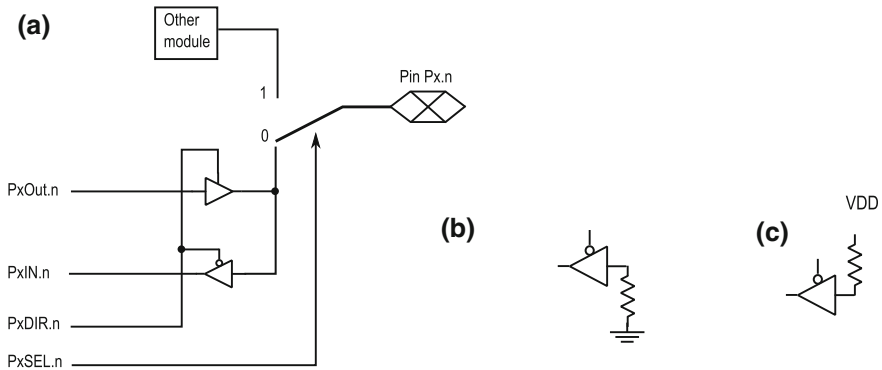 (a)
Other
module
Pin Px.n
1
0
PxOut.n
PxIN.n
PxDIR.n
PxSEL.n
(b)
(c)
VDD